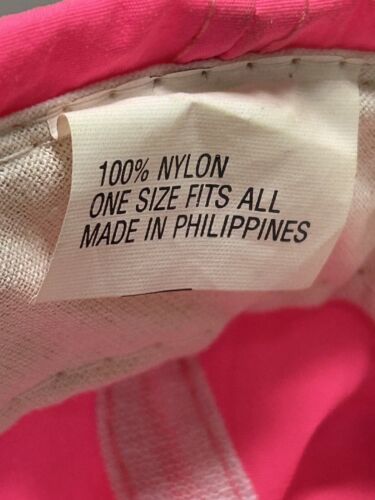 100% NYLON
ONE SIZE FITS ALL
MADE IN PHILIPPINES